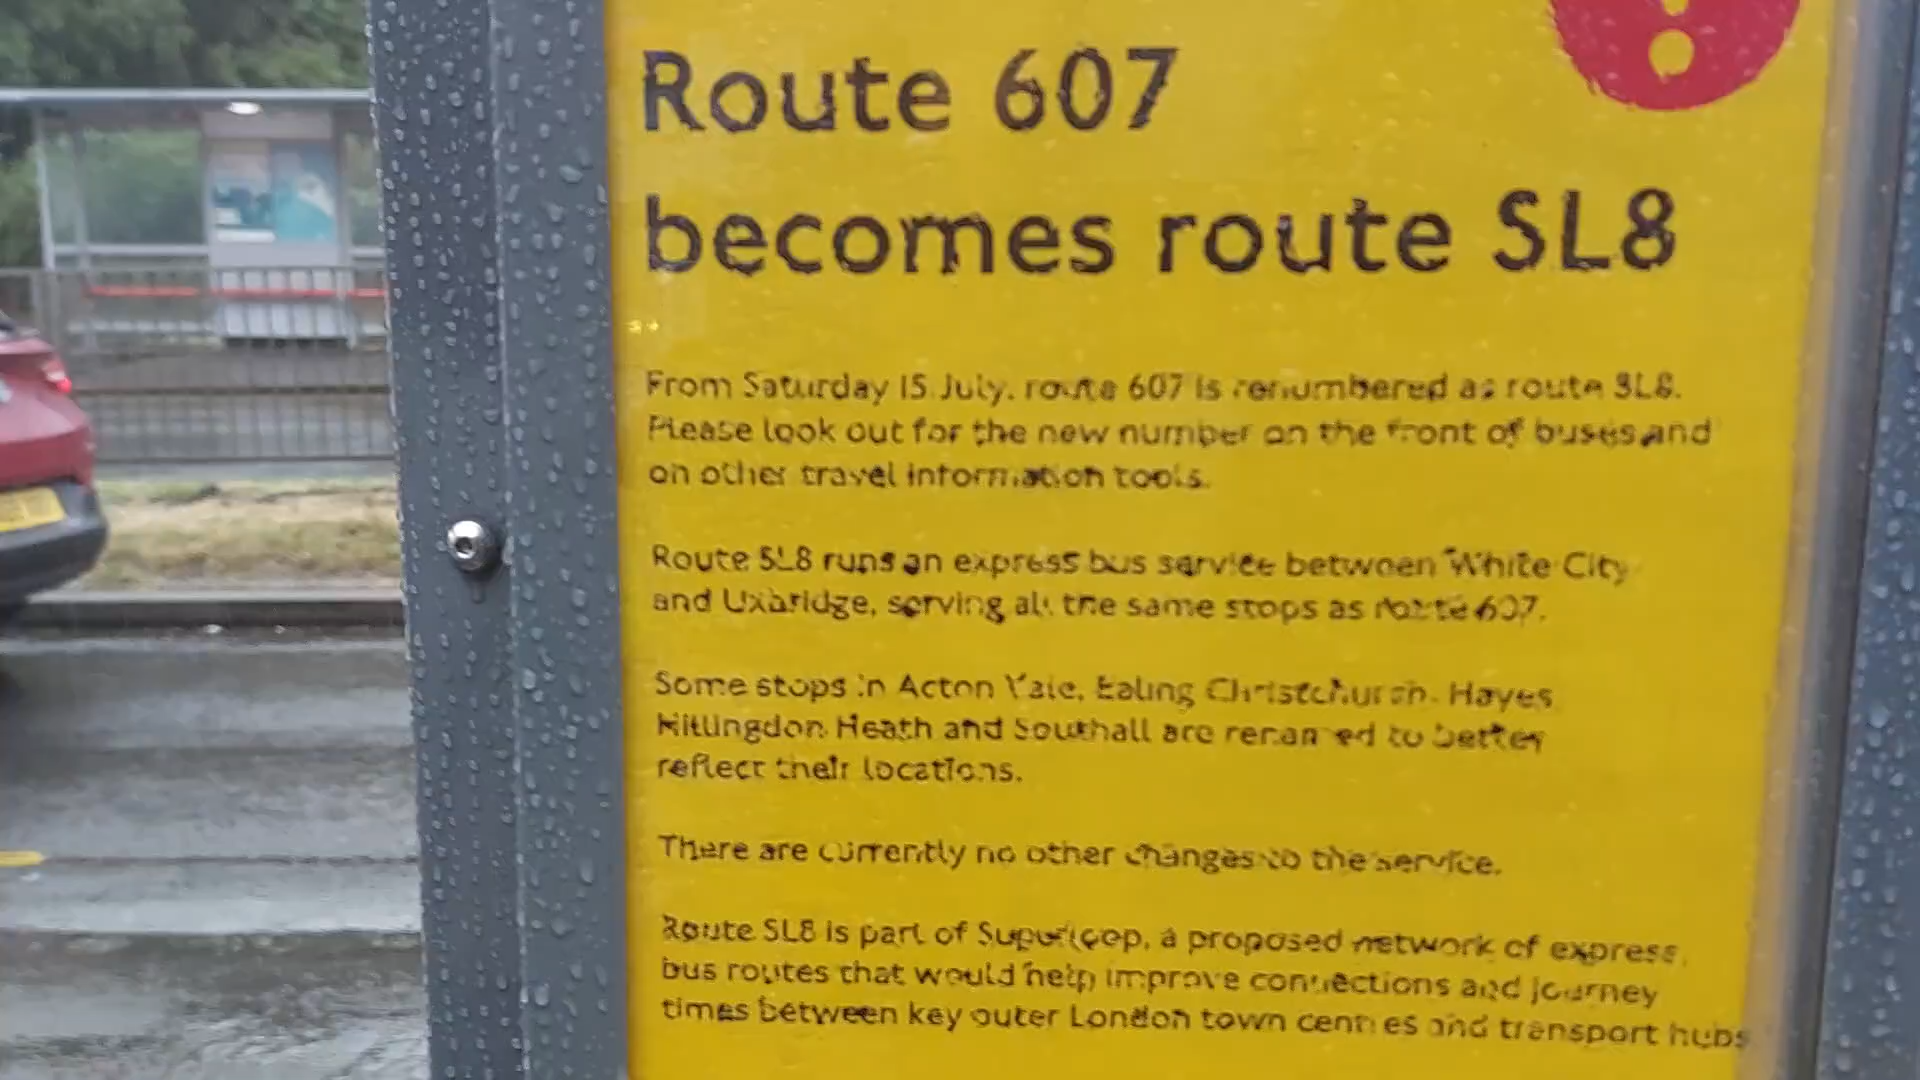 Route 607
becomes route SL8
From Saturday 15 July, route 607 is renumbered as route SL8.
Please look out for the new number on the front of buses and
on other travel information tools.
Route SL8 runs an express bus service between White City
and Uxbridge, serving all the same stops as route 607.
Some stops in Acton Vale, Ealing Christchurch, Hayes
Hillingdon Heath and Southall are renamed to better
reflect their locations.
There are currently no other changes to the service.
Route SL8 is part of Superloop, a proposed network of express
bus routes that would help improve connections and journey
times between key outer London town centres and transport hubs